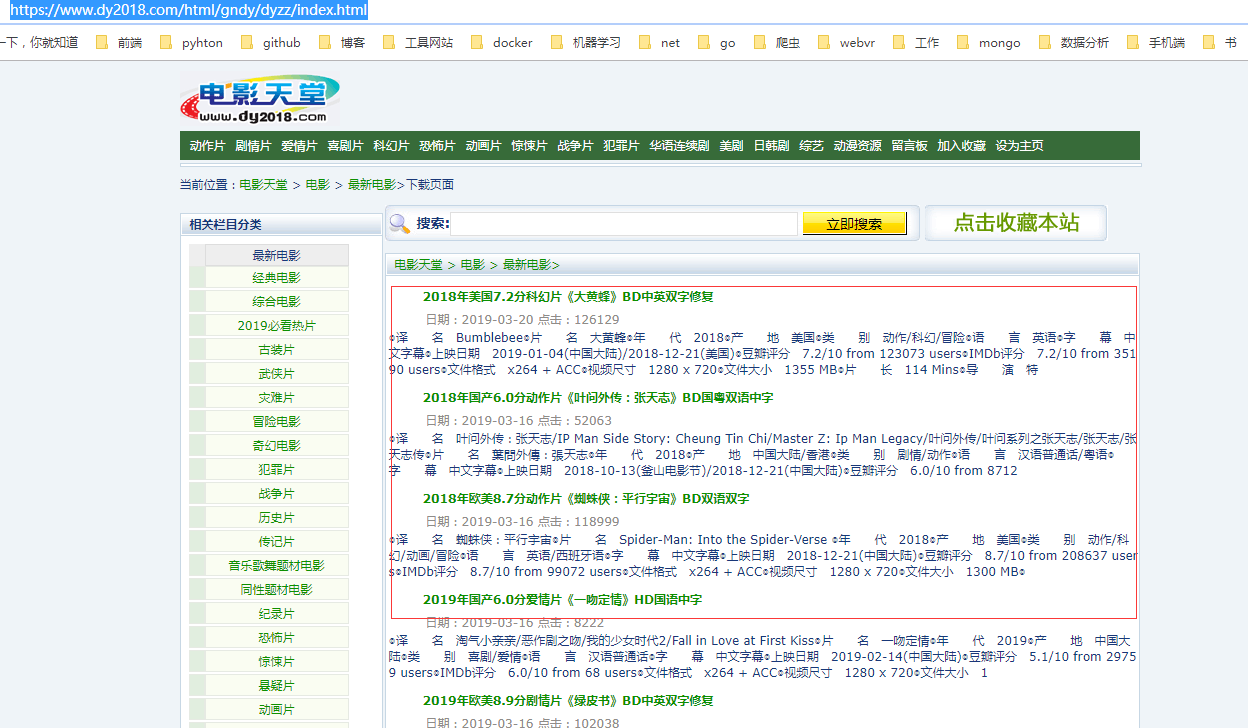 https://www.dy2018.com/html/gndy/dyzz/index.html
一下，你就知道 前端 pyhton github 博客 工具网站 docker 机器学习 net go 爬虫 webvr 工作 mongo 数据分析 手机端 书
电影天堂
www.dy2018.com
动作片 剧情片 爱情片 喜剧片 科幻片 恐怖片 动画片 惊悚片 战争片 犯罪片 华语连续剧 美剧 日韩剧 综艺 动漫资源 留言板 加入收藏 设为主页
当前位置：电影天堂 > 电影 > 最新电影>下载页面
相关栏目分类
最新电影
经典电影
综合电影
2019必看热片
古装片
武侠片
灾难片
冒险电影
奇幻电影
犯罪片
战争片
历史片
传记片
音乐歌舞题材电影
同性题材电影
纪录片
恐怖片
惊悚片
悬疑片
动画片
搜索: 立即搜索 点击收藏本站
电影天堂 > 电影 > 最新电影>
2018年美国7.2分科幻片《大黄蜂》BD中英双字修复
日期：2019-03-20 点击：126129
◎译 名 Bumblebee◎片 名 大黄蜂◎年 代 2018◎产 地 美国◎类 别 动作/科幻/冒险◎语 言 英语◎字 幕 中
文字幕◎上映日期 2019-01-04(中国大陆)/2018-12-21(美国)◎豆瓣评分 7.2/10 from 123073 users◎IMDb评分 7.2/10 from 351
90 users◎文件格式 x264 + ACC◎视频尺寸 1280 x 720◎文件大小 1355 MB◎片 长 114 Mins◎导 演 特
2018年国产6.0分动作片《叶问外传：张天志》BD国粤双语中字
日期：2019-03-16 点击：52063
◎译 名 叶问外传：张天志/IP Man Side Story: Cheung Tin Chi/Master Z: Ip Man Legacy/叶问外传/叶问系列之张天志/张天志/张
天志传◎片 名 葉問外傳：張天志◎年 代 2018◎产 地 中国大陆/香港◎类 别 剧情/动作◎语 言 汉语普通话/粤语◎
字 幕 中文字幕◎上映日期 2018-10-13(釜山电影节)/2018-12-21(中国大陆)◎豆瓣评分 6.0/10 from 8712
2018年欧美8.7分动作片《蜘蛛侠：平行宇宙》BD双语双字
日期：2019-03-16 点击：118999
◎译 名 蜘蛛侠：平行宇宙◎片 名 Spider-Man: Into the Spider-Verse ◎年 代 2018◎产 地 美国◎类 别 动作/科
幻/动画/冒险◎语 言 英语/西班牙语◎字 幕 中文字幕◎上映日期 2018-12-21(中国大陆)◎豆瓣评分 8.7/10 from 208637 user
s◎IMDb评分 8.7/10 from 99072 users◎文件格式 x264 + ACC◎视频尺寸 1280 x 720◎文件大小 1300 MB◎
2019年国产6.0分爱情片《一吻定情》HD国语中字
日期：2019-03-16 点击：8222
◎译 名 淘气小亲亲/恶作剧之吻/我的少女时代2/Fall in Love at First Kiss◎片 名 一吻定情◎年 代 2019◎产 地 中国大
陆◎类 别 喜剧/爱情◎语 言 汉语普通话◎字 幕 中文字幕◎上映日期 2019-02-14(中国大陆)◎豆瓣评分 5.1/10 from 2975
9 users◎IMDb评分 6.0/10 from 68 users◎文件格式 x264 + ACC◎视频尺寸 1280 x 720◎文件大小 1
2019年欧美8.9分剧情片《绿皮书》BD中英双字修复
日期：2019-03-16 点击：102038